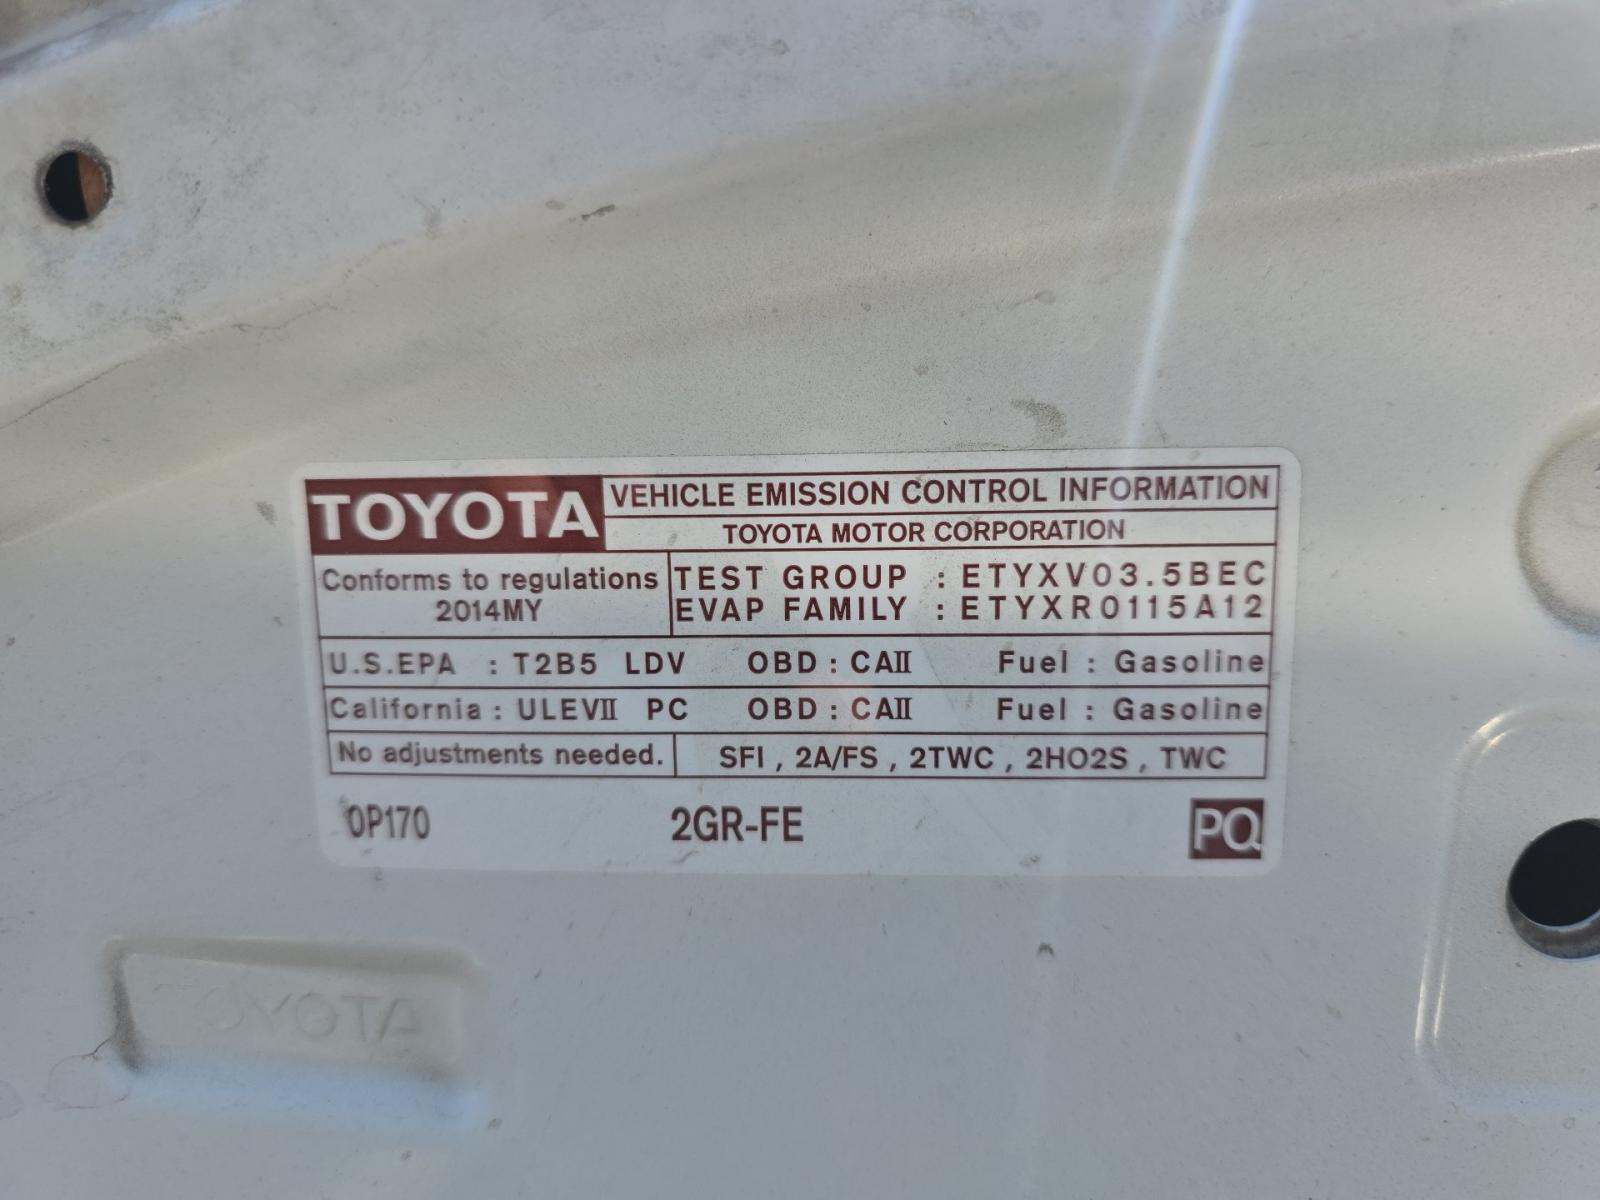 TOYOTA VEHICLE EMISSION CONTROL INFORMATION
TOYOTA MOTOR CORPORATION
Conforms to regulations
2014MY
TEST GROUP : ETYXV03.5BEC
EVAP FAMILY : ETYXR0115A12
U.S.EPA : T2B5 LDV OBD : CAII Fuel : Gasoline
California : ULEVII PC OBD : CAII Fuel : Gasoline
No adjustments needed. SFI , 2A/FS , 2TWC , 2HO2S , TWC
0P170 2GR-FE PQ
TOYOTA